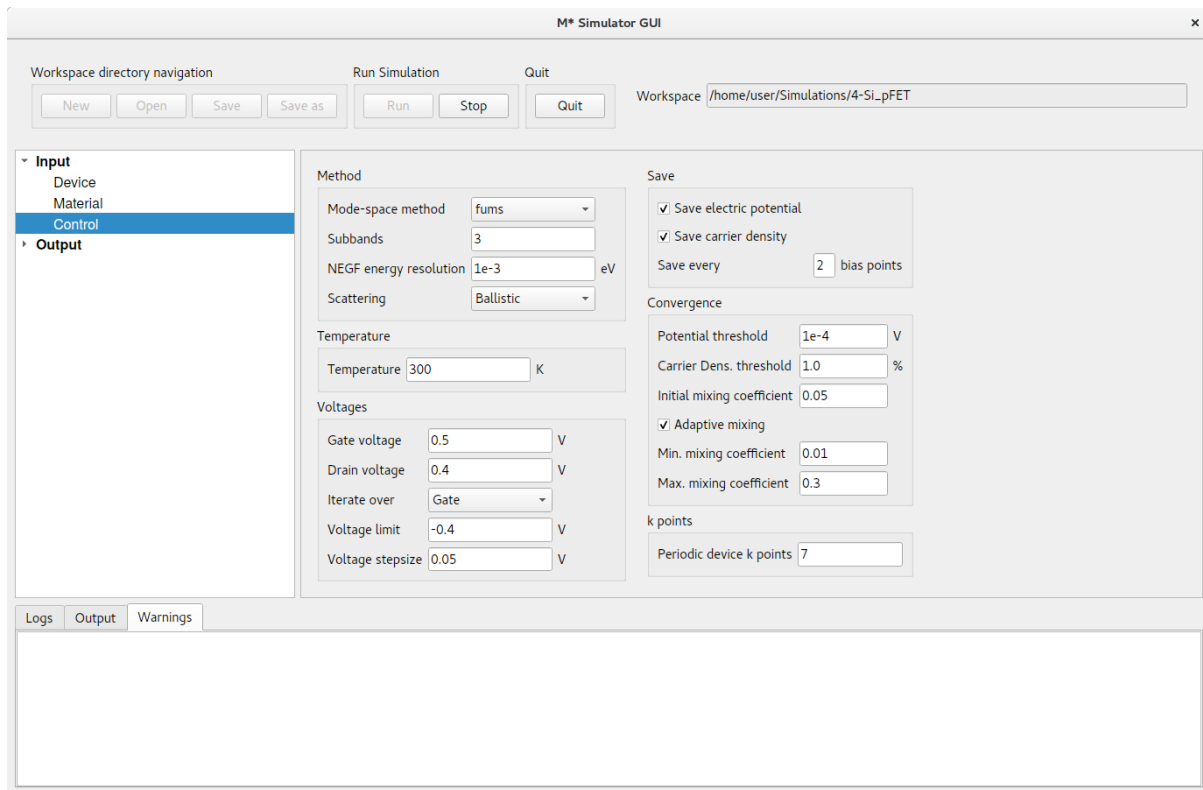 M* Simulator GUI
Workspace directory navigation
New Open Save Save as
Run Simulation
Run Stop
Quit
Quit
Workspace /home/user/Simulations/4-Si_pFET
Input
Device
Material
Control
Output
Method
Mode-space method fums
Subbands 3
NEGF energy resolution 1e-3 eV
Scattering Ballistic
Temperature
Temperature 300 K
Voltages
Gate voltage 0.5 V
Drain voltage 0.4 V
Iterate over Gate
Voltage limit -0.4 V
Voltage stepsize 0.05 V
Save
Save electric potential
Save carrier density
Save every 2 bias points
Convergence
Potential threshold 1e-4 V
Carrier Dens. threshold 1.0 %
Initial mixing coefficient 0.05
Adaptive mixing
Min. mixing coefficient 0.01
Max. mixing coefficient 0.3
k points
Periodic device k points 7
Logs Output Warnings